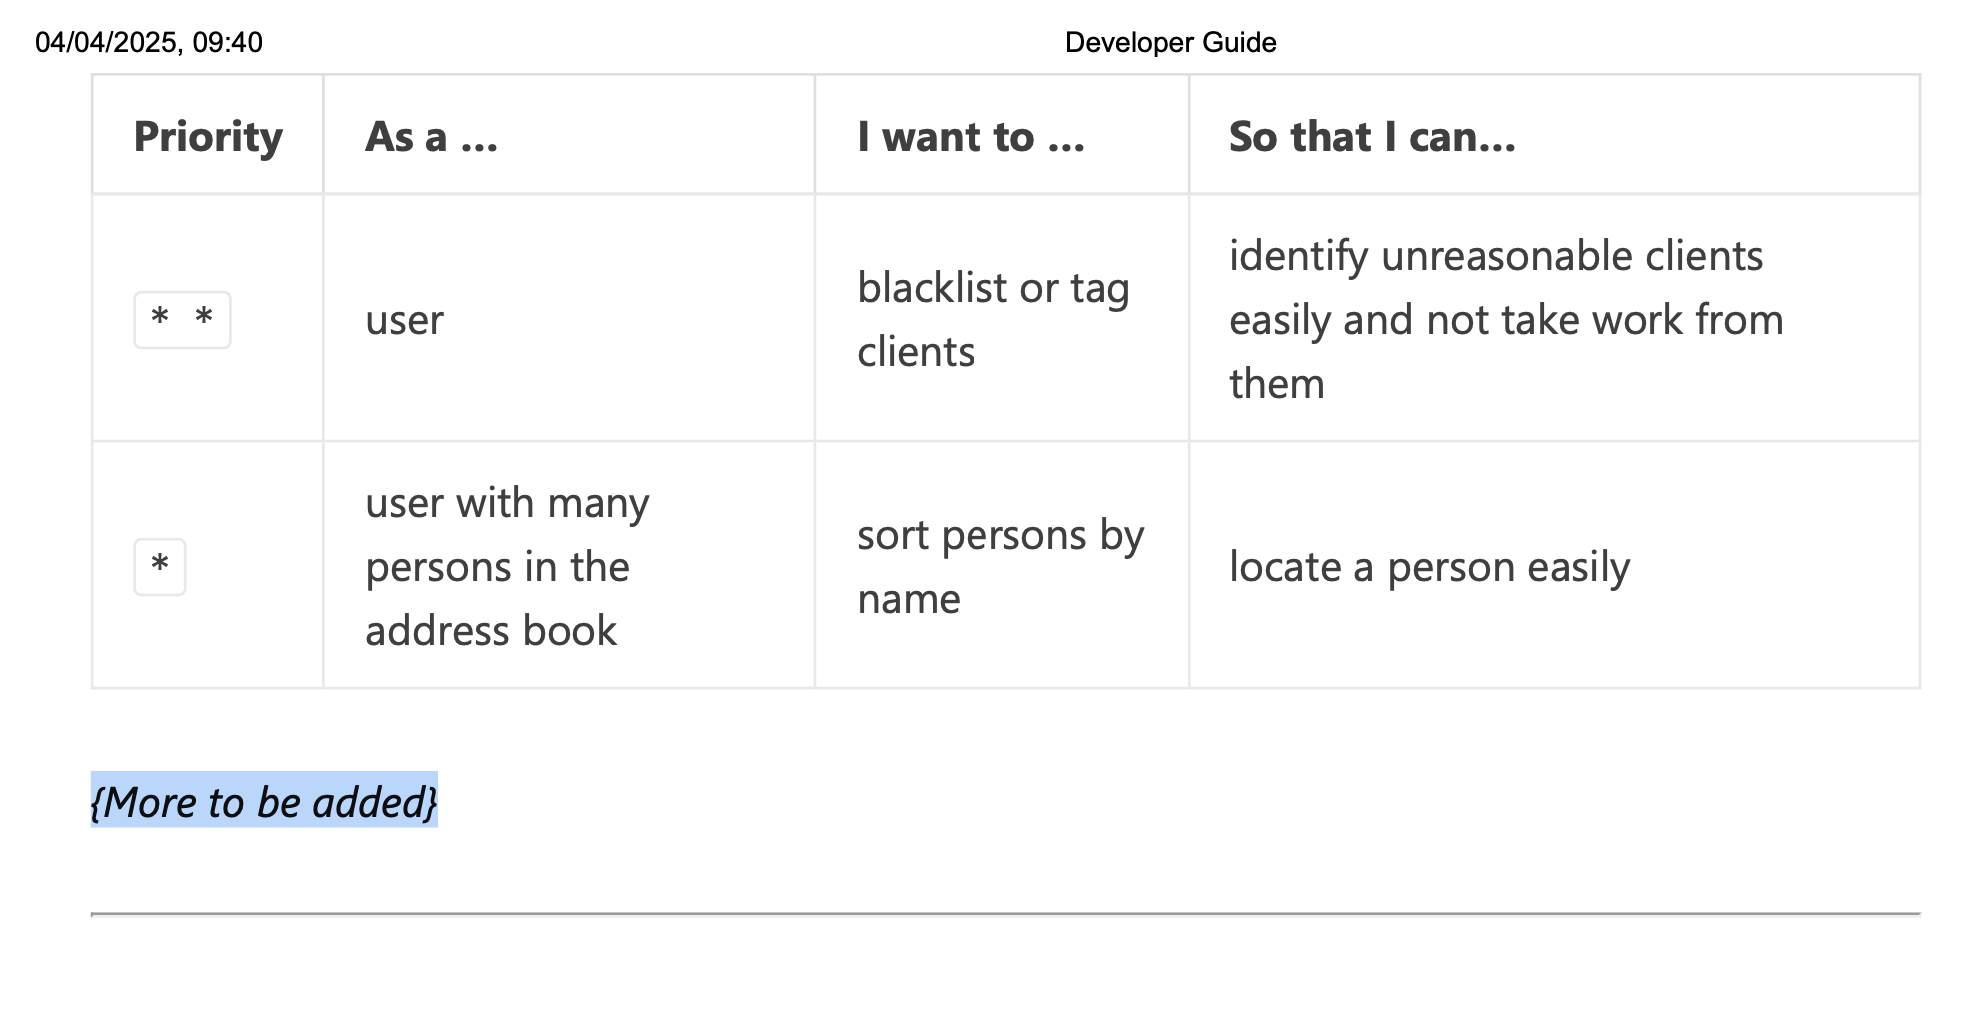 04/04/2025, 09:40 Developer Guide
Priority As a ... I want to ... So that I can...
* * user blacklist or tag clients identify unreasonable clients easily and not take work from them
* user with many persons in the address book sort persons by name locate a person easily
{More to be added}